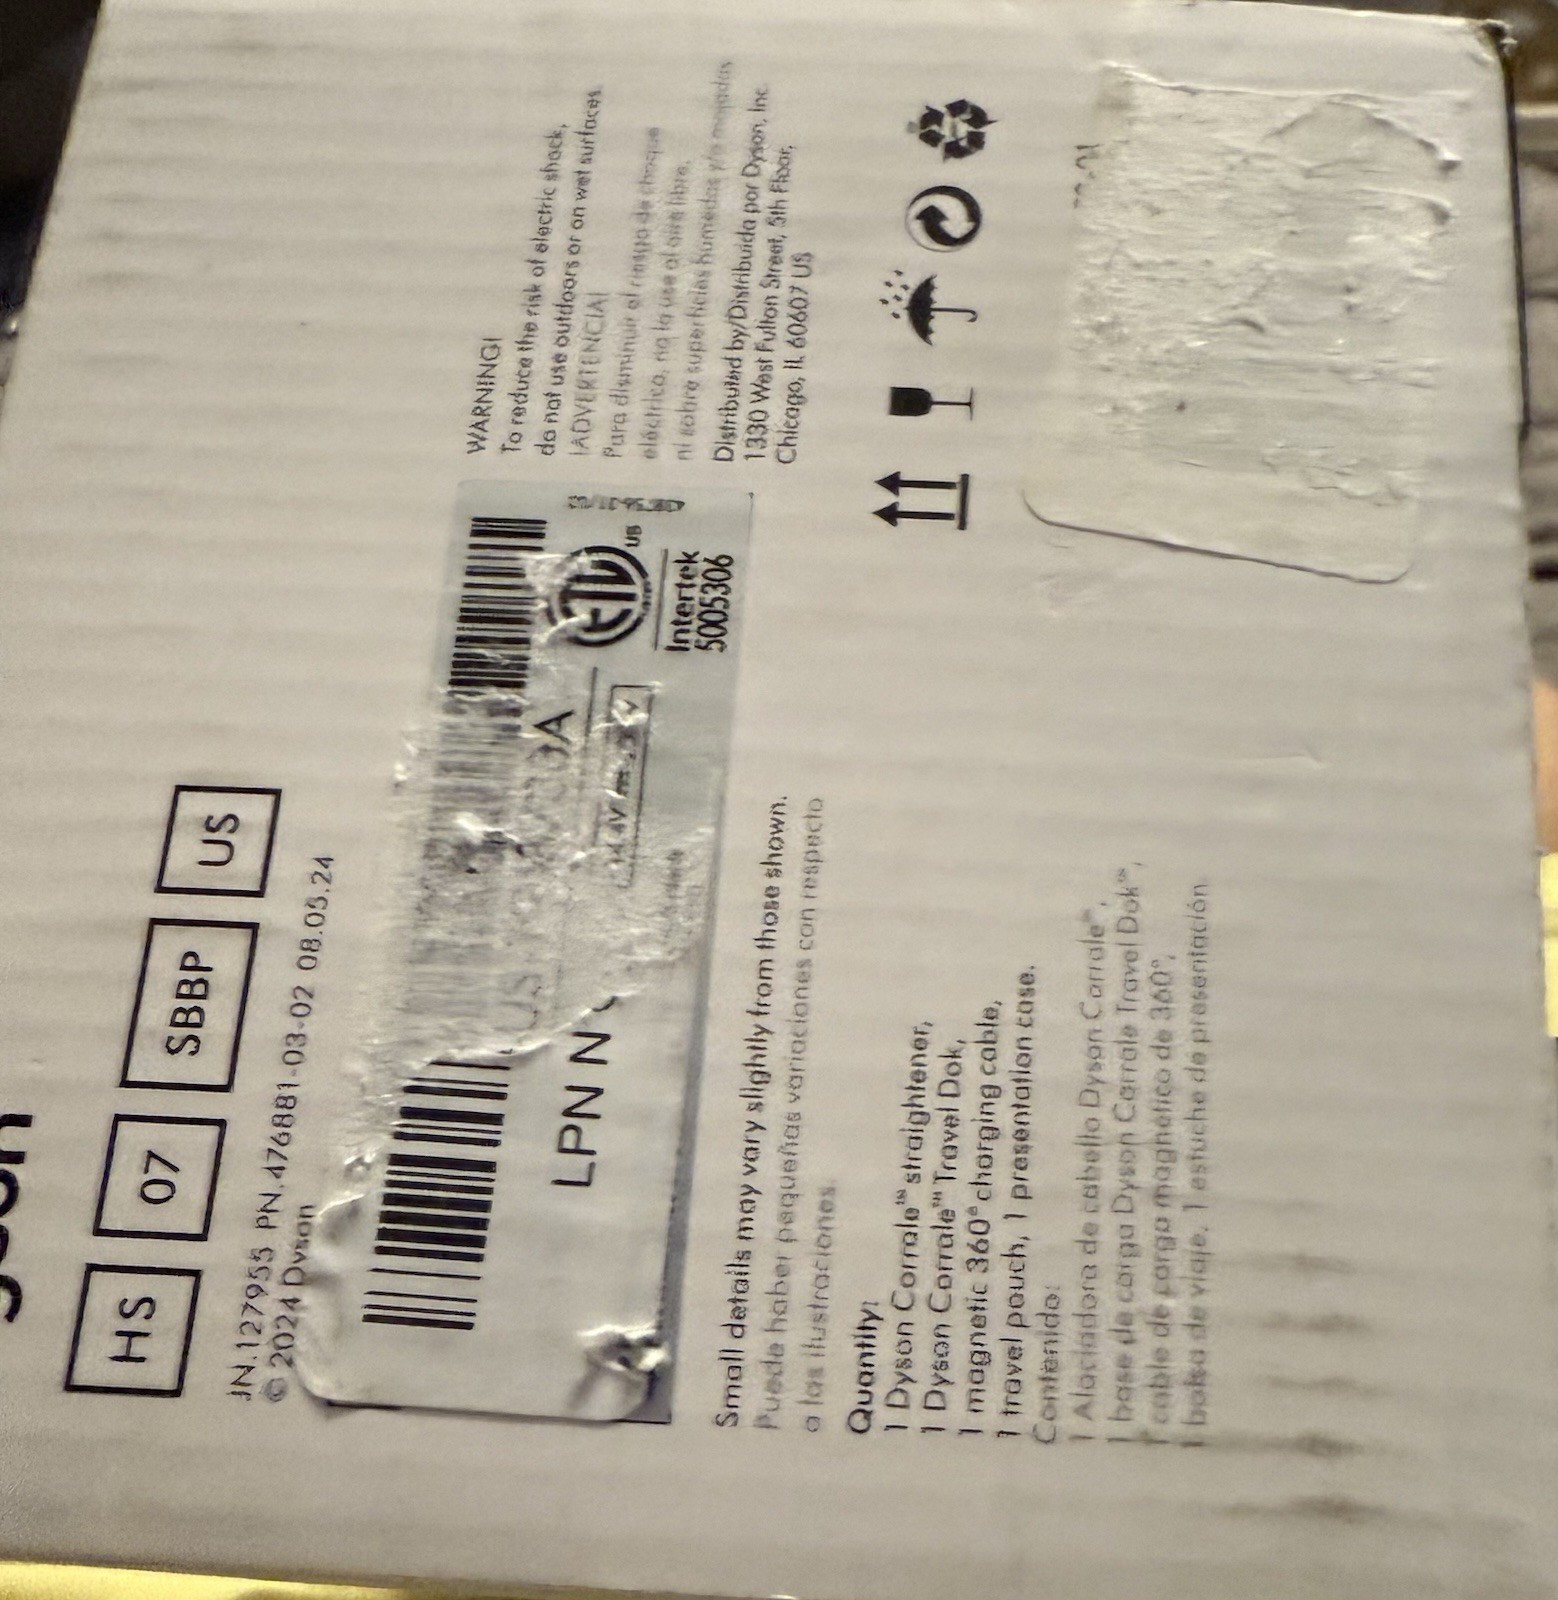 HS
07
SBBP
US
JN.127955 PN.476881-03-02 08.05.24
© 2024 Dyson
LPN N
US
0A
14.4V
Intertek
5005306
US
WARNING!
To reduce the risk of electric shock,
do not use outdoors or on wet surfaces.
¡ADVERTENCIA!
Para disminuir el riesgo de choque
eléctrico, no la use al aire libre,
ni sobre superficies húmedas y/o mojadas
Distributed by/Distribuida por Dyson, Inc.
1330 West Fulton Street, 5th Floor,
Chicago, IL 60607 US
Small details may vary slightly from those shown.
Puede haber pequeñas variaciones con respecto
a las ilustraciones.
Quantity:
1 Dyson Corrale™ straightener,
1 Dyson Corrale™ Travel Dok,
1 magnetic 360° charging cable,
1 travel pouch, 1 presentation case.
Contenido:
1 Alaciadora de cabello Dyson Corrale™,
1 base de carga Dyson Corrale Travel Dok™,
1 cable de carga magnético de 360°,
1 bolsa de viaje, 1 estuche de presentación.